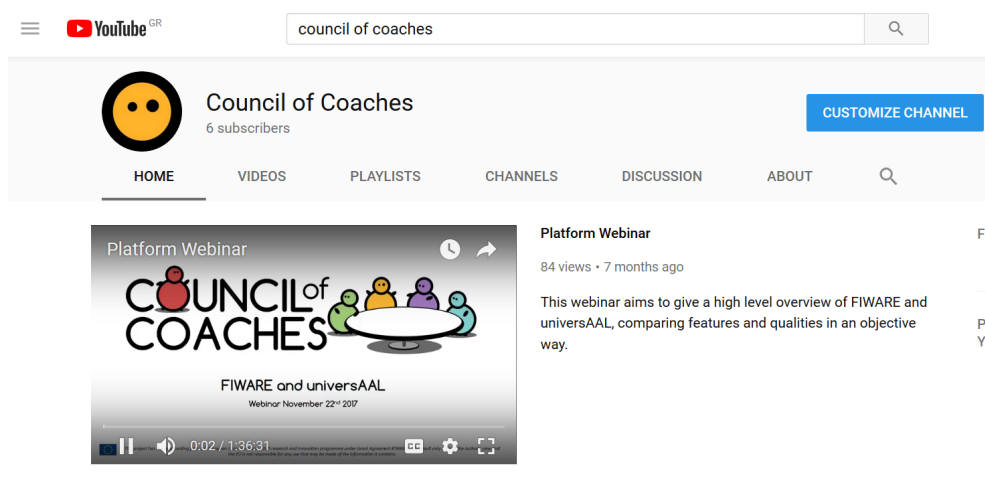 YouTube GR
council of coaches
Council of Coaches
6 subscribers
CUSTOMIZE CHANNEL
HOME VIDEOS PLAYLISTS CHANNELS DISCUSSION ABOUT
Platform Webinar
COUNCIL of
COACHES
FIWARE and universAAL
Webinar November 22nd 2017
0:02 / 1:36:31
CC
Platform Webinar
84 views • 7 months ago
This webinar aims to give a high level overview of FIWARE and
universAAL, comparing features and qualities in an objective
way.
F
P
Y